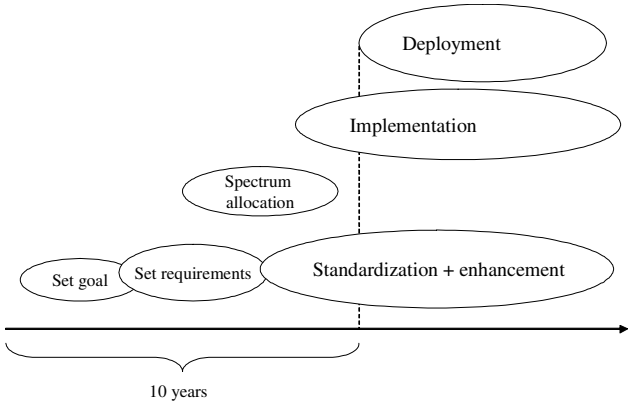 Deployment
Implementation
Spectrum
allocation
Set goal
Set requirements
Standardization + enhancement
10 years